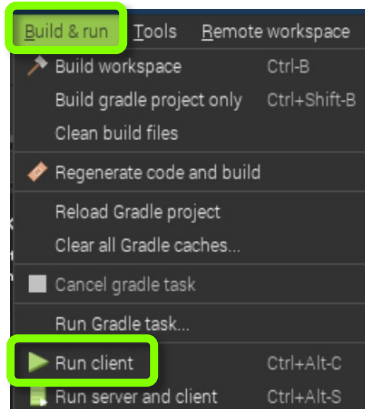 Build & run Tools Remote workspace
Build workspace Ctrl-B
Build gradle project only Ctrl+Shift-B
Clean build files
Regenerate code and build
Reload Gradle project
Clear all Gradle caches...
Cancel gradle task
Run Gradle task...
Run client Ctrl+Alt-C
Run server and client Ctrl+Alt-S